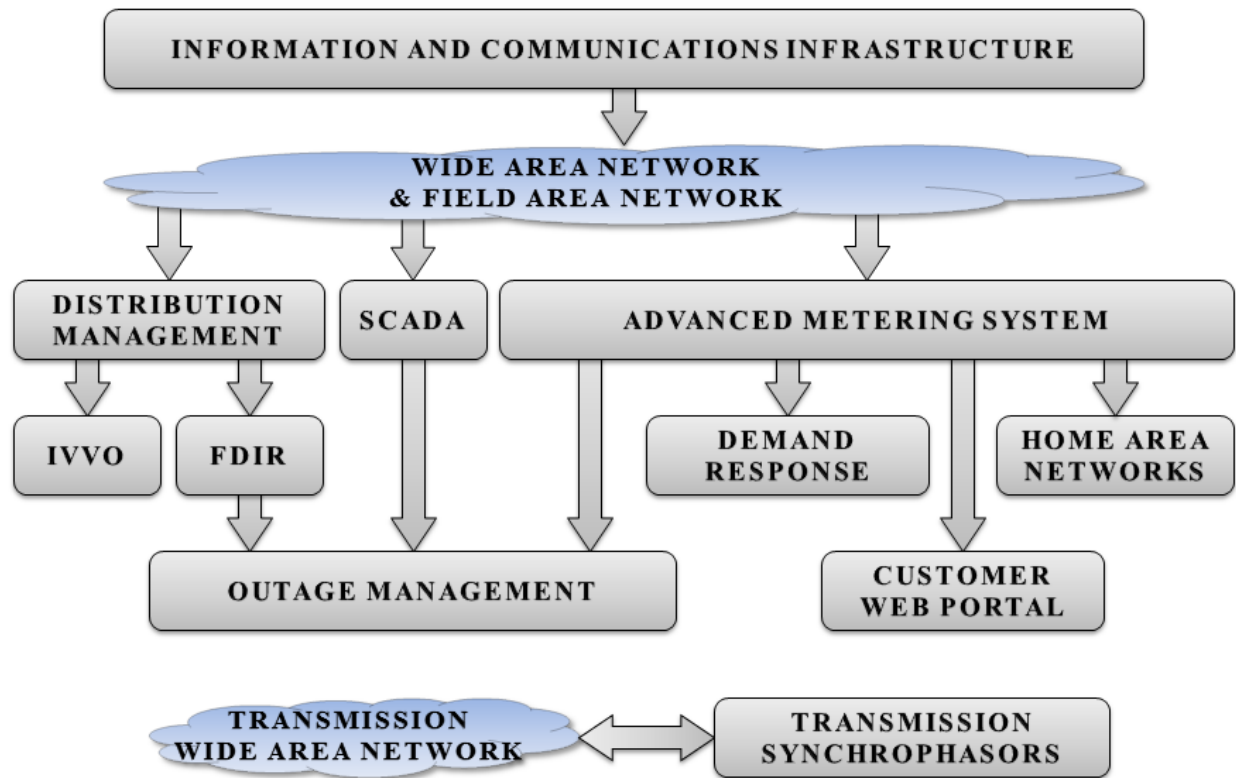 INFORMATION AND COMMUNICATIONS INFRASTRUCTURE
WIDE AREA NETWORK
& FIELD AREA NETWORK
DISTRIBUTION
MANAGEMENT
SCADA
ADVANCED METERING SYSTEM
IVVO
FDIR
DEMAND
RESPONSE
HOME AREA
NETWORKS
OUTAGE MANAGEMENT
CUSTOMER
WEB PORTAL
TRANSMISSION
WIDE AREA NETWORK
TRANSMISSION
SYNCHROPHASORS